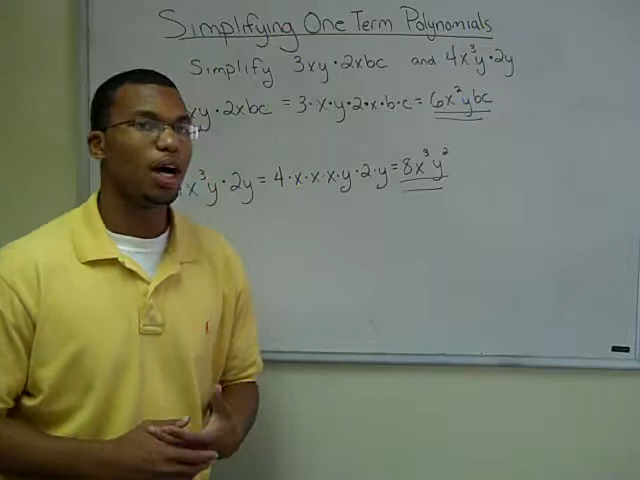 Simplifying One Term Polynomials
Simplify 3xy·2xbc and 4x³y·2y
xy·2xbc = 3·x·y·2·x·b·c = 6x²ybc
x³y·2y = 4·x·x·x·y·2·y = 8x³y²